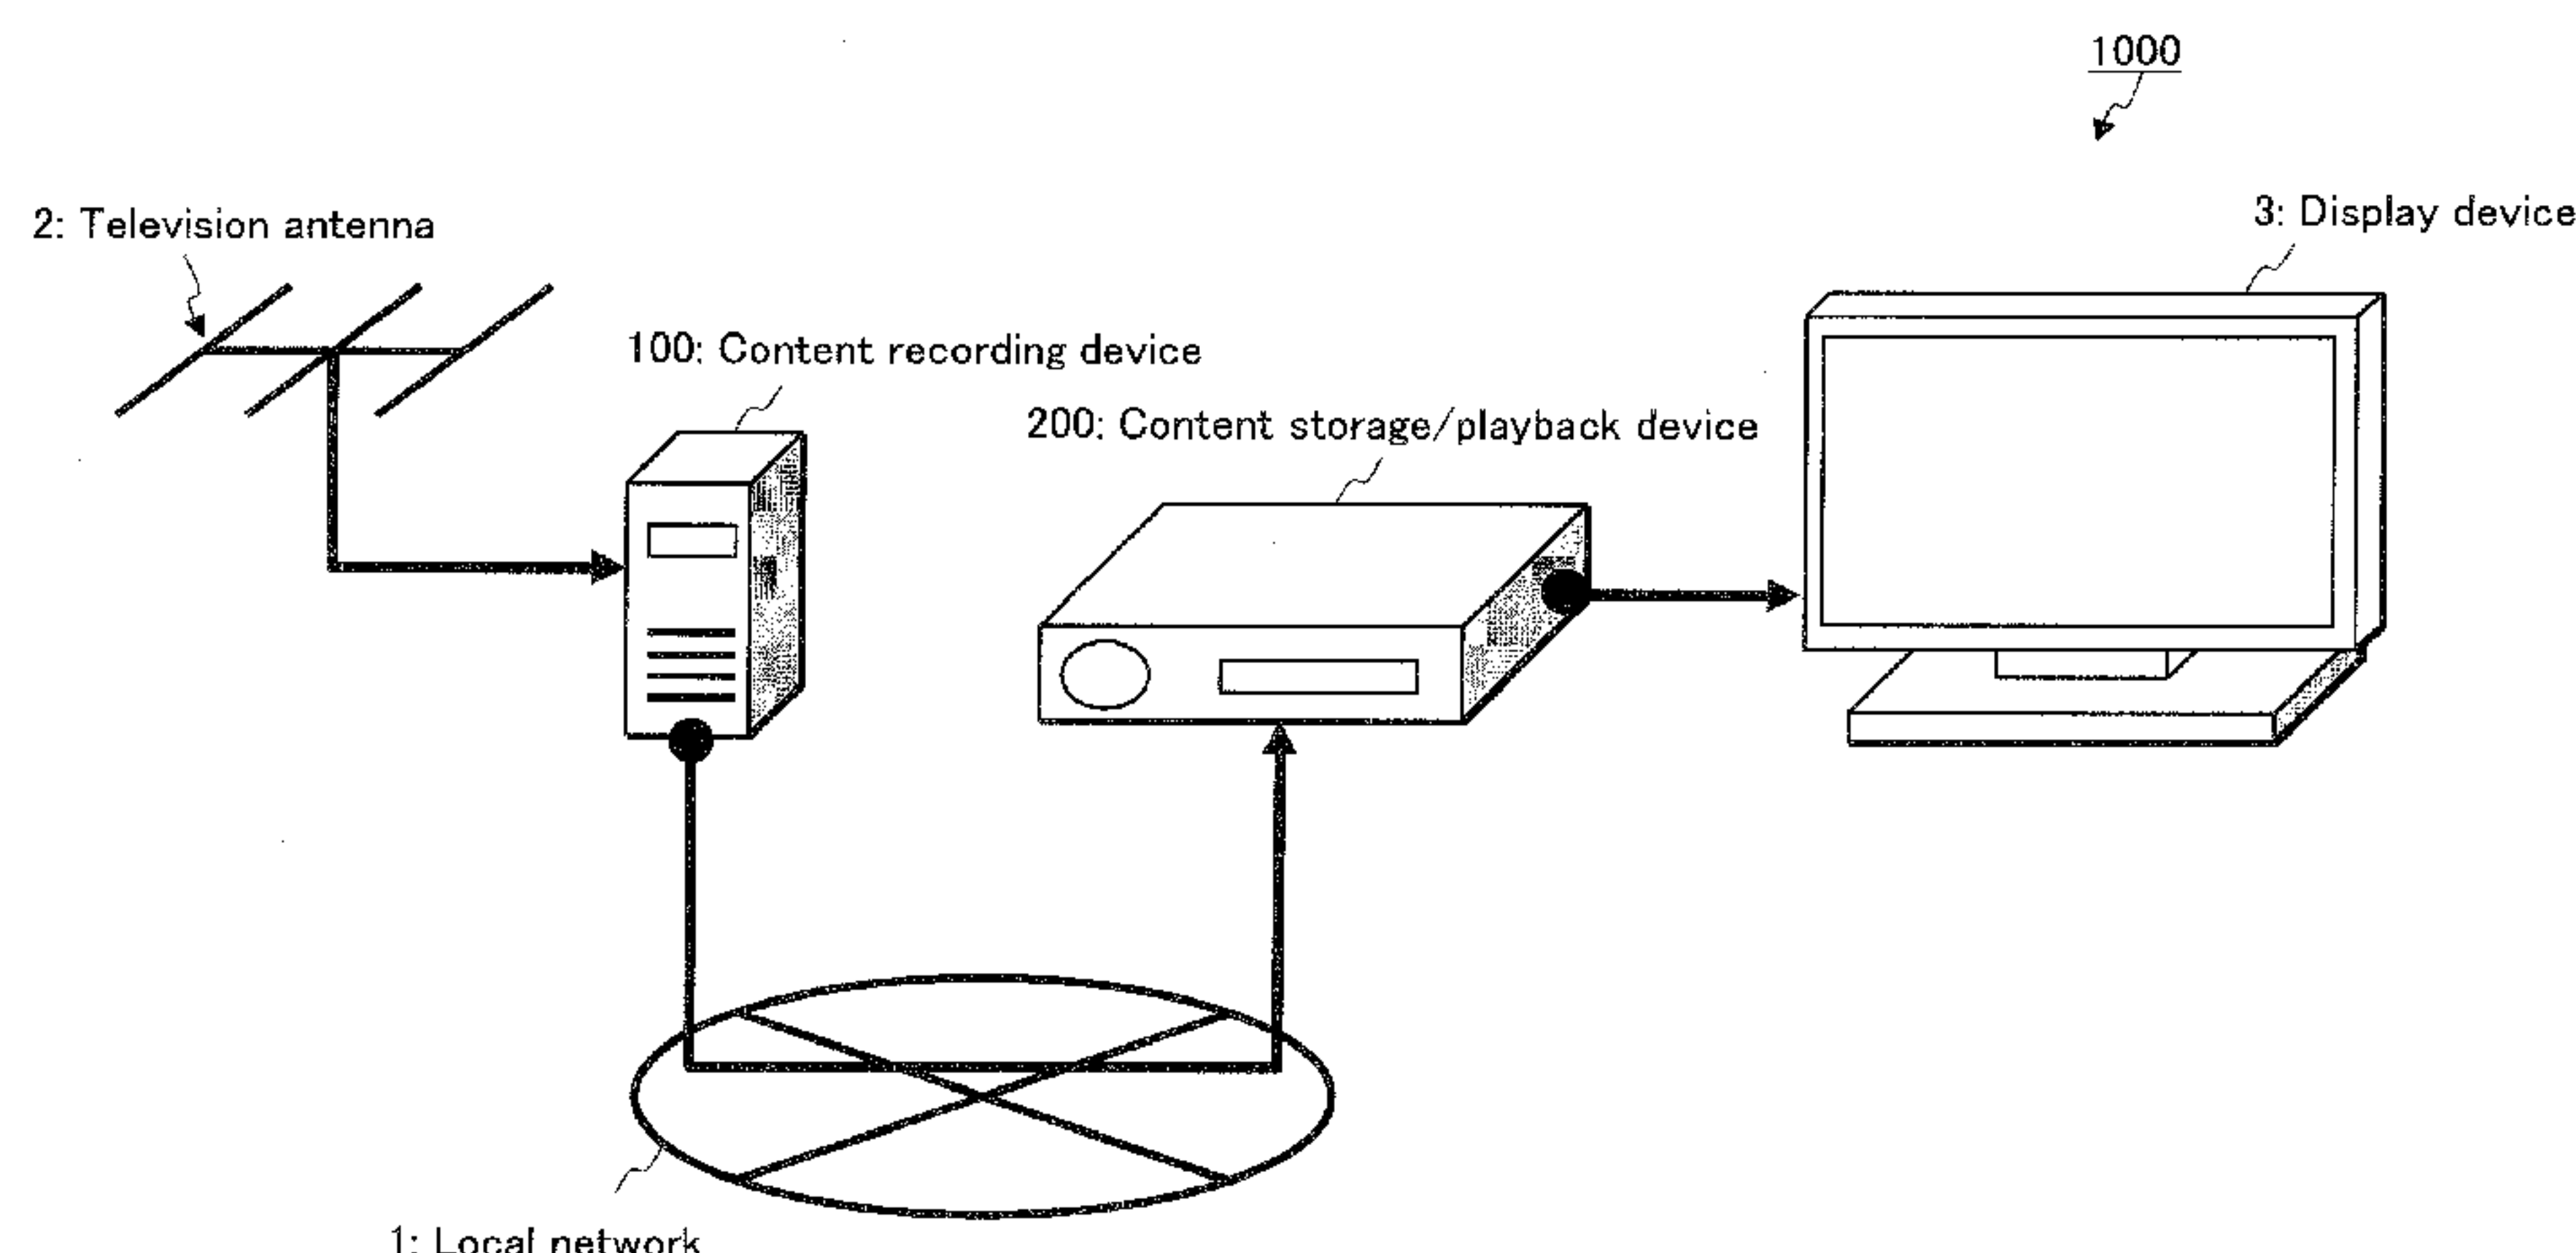 1000
2: Television antenna
3: Display device
100: Content recording device
200: Content storage/playback device
1: Local network